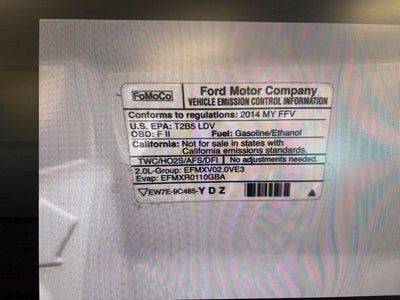 FoMoCo
Ford Motor Company
VEHICLE EMISSION CONTROL INFORMATION
Conforms to regulations: 2014 MY FFV
U.S. EPA: T2B5 LDV
OBD: F II Fuel: Gasoline/Ethanol
California: Not for sale in states with
California emissions standards.
TWC/HO2S/AFS/DFI No adjustments needed.
2.0L-Group: EFMXV02.0VE3
Evap: EFMXR0110GBA
EW7E-9C485-YDZ